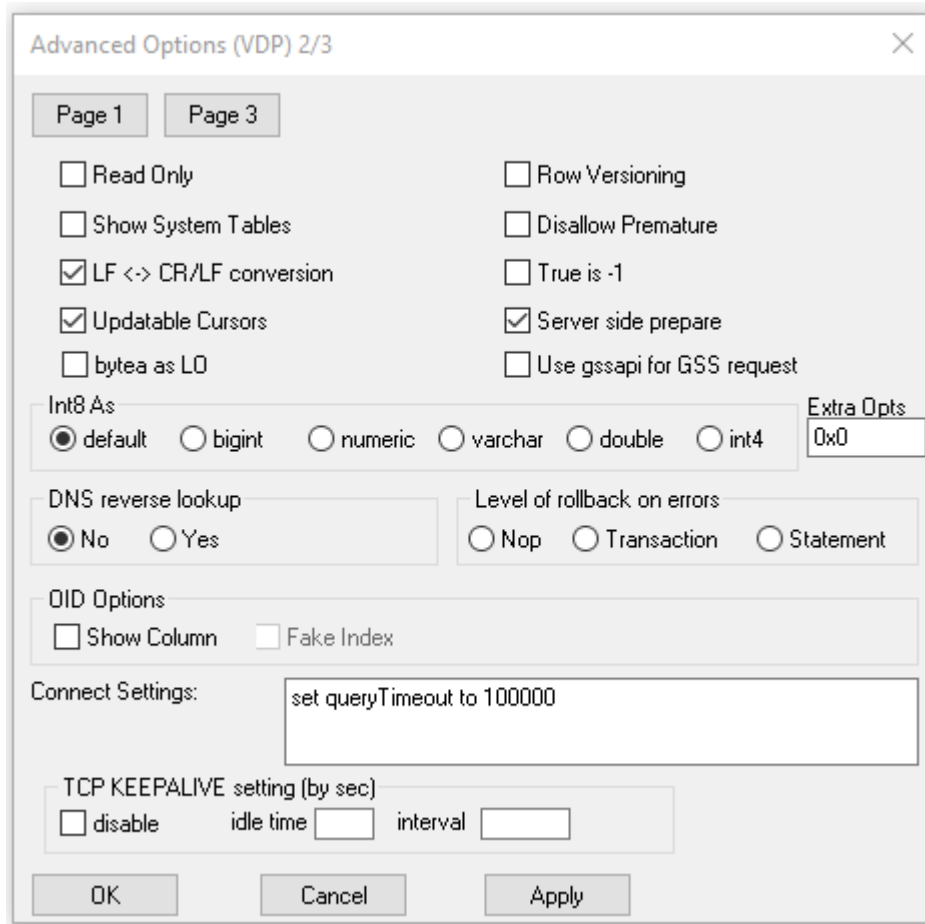 Advanced Options (VDP) 2/3
Page 1 Page 3
Read Only Row Versioning
Show System Tables Disallow Premature
LF <-> CR/LF conversion True is -1
Updatable Cursors Server side prepare
bytea as LO Use gssapi for GSS request
Int8 As Extra Opts
default bigint numeric varchar double int4 0x0
DNS reverse lookup Level of rollback on errors
No Yes Nop Transaction Statement
OID Options
Show Column Fake Index
Connect Settings: set queryTimeout to 100000
TCP KEEPALIVE setting (by sec)
disable idle time interval
OK Cancel Apply